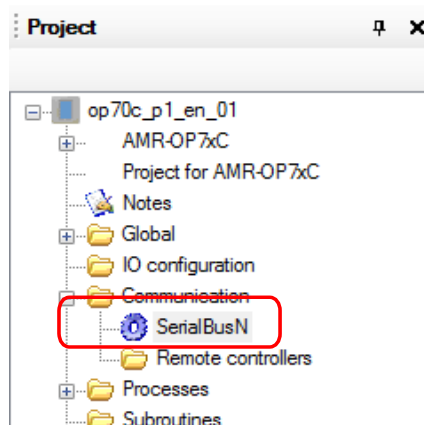 Project
op70c_p1_en_01
AMR-OP7xC
Project for AMR-OP7xC
Notes
Global
IO configuration
Communication
SerialBusN
Remote controllers
Processes
Subroutines